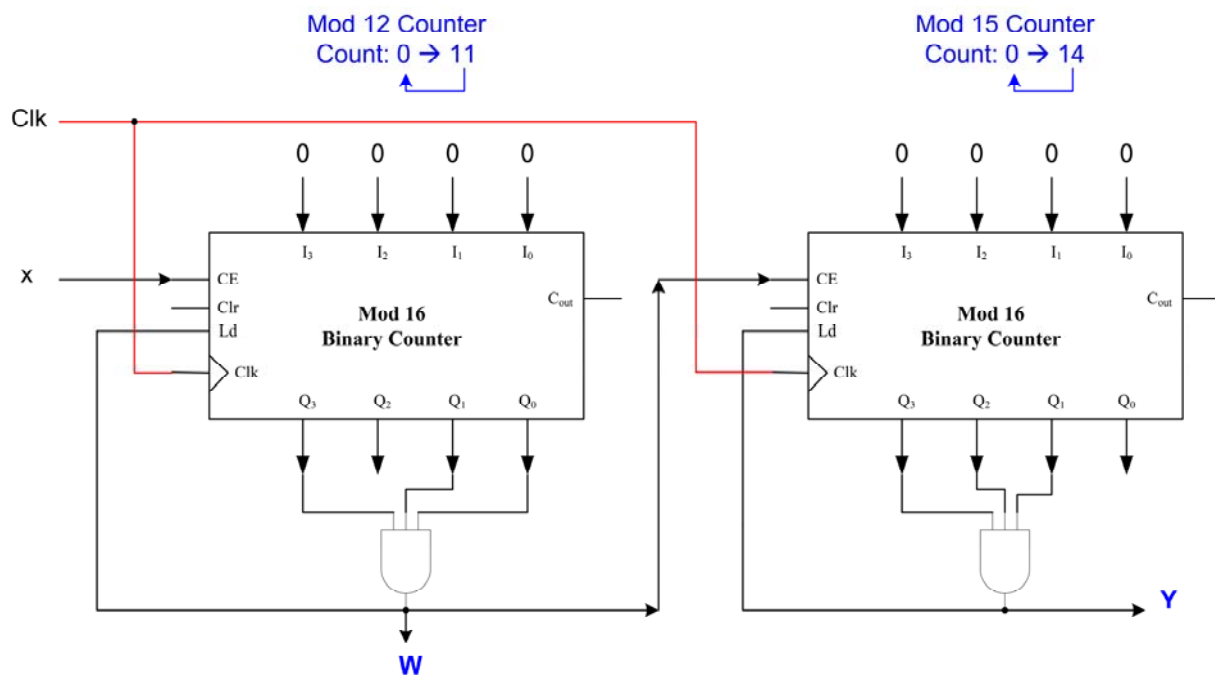 Mod 12 Counter
Count: 0 → 11
Mod 15 Counter
Count: 0 → 14
Clk
0 0 0 0
0 0 0 0
I3 I2 I1 I0
I3 I2 I1 I0
x
CE
Clr
Ld
Clk
Mod 16
Binary Counter
Cout
Q3 Q2 Q1 Q0
CE
Clr
Ld
Clk
Mod 16
Binary Counter
Cout
Q3 Q2 Q1 Q0
W
Y